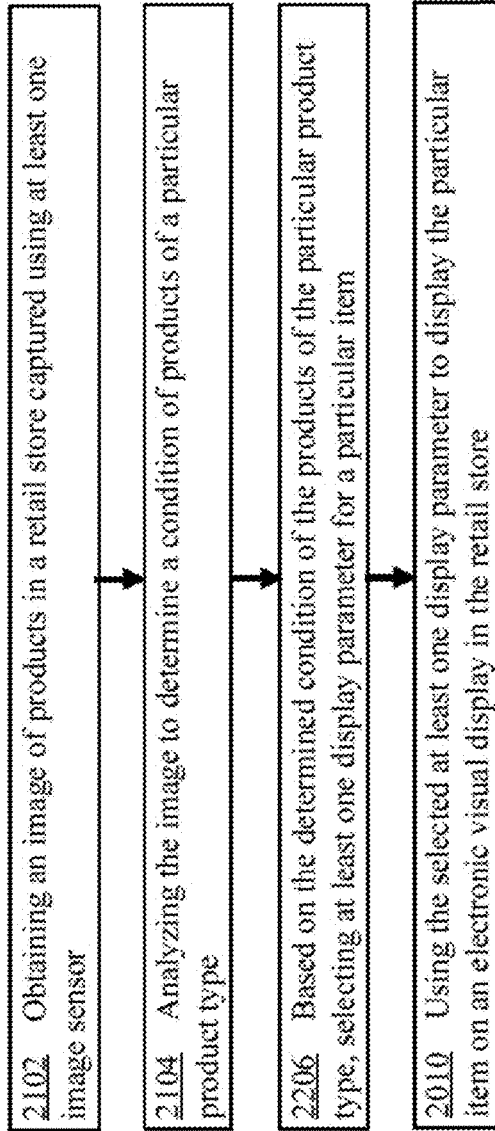 2102 Obtaining an image of products in a retail store captured using at least one
image sensor
2104 Analyzing the image to determine a condition of products of a particular
product type
2206 Based on the determined condition of the products of the particular product
type, selecting at least one display parameter for a particular item
2010 Using the selected at least one display parameter to display the particular
item on an electronic visual display in the retail store